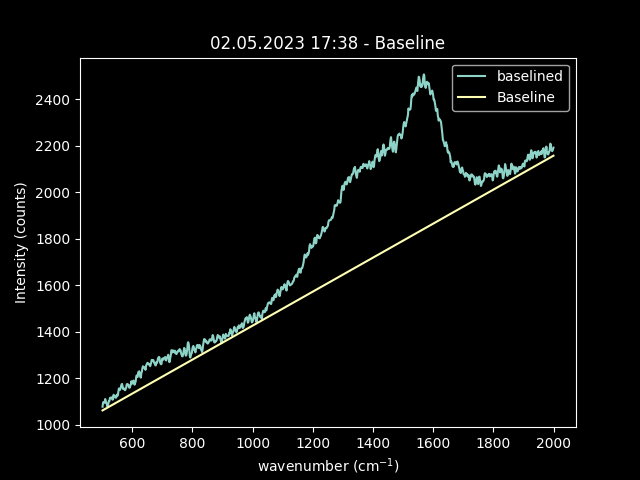 02.05.2023 17:38 - Baseline
baselined
Baseline
Intensity (counts)
2400
2200
2000
1800
1600
1400
1200
1000
600 800 1000 1200 1400 1600 1800 2000
wavenumber (cm⁻¹)